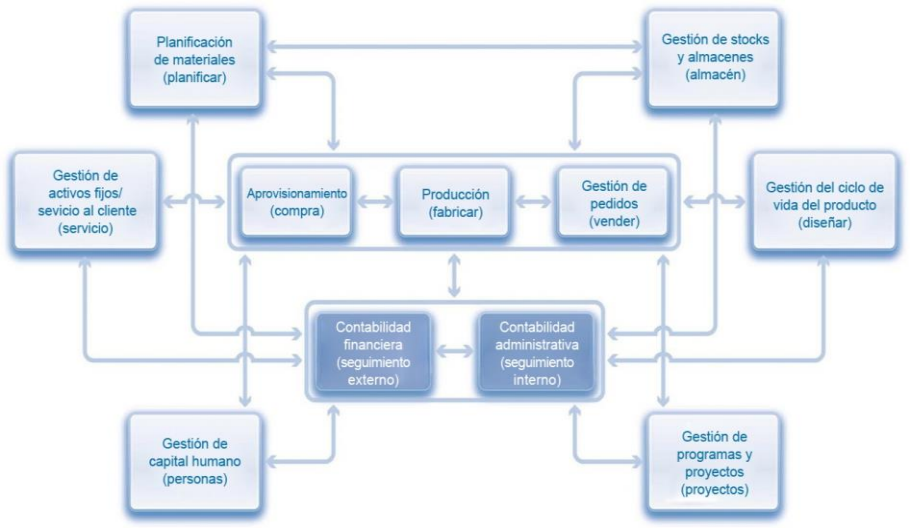 Planificación
de materiales
(planificar)
Gestión de stocks
y almacenes
(almacén)
Gestión de
activos fijos/
sevicio al cliente
(servicio)
Aprovisionamiento
(compra)
Producción
(fabricar)
Gestión de
pedidos
(vender)
Gestión del ciclo de
vida del producto
(diseñar)
Contabilidad
financiera
(seguimiento
externo)
Contabilidad
administrativa
(seguimiento
interno)
Gestión de
capital humano
(personas)
Gestión de
programas y
proyectos
(proyectos)